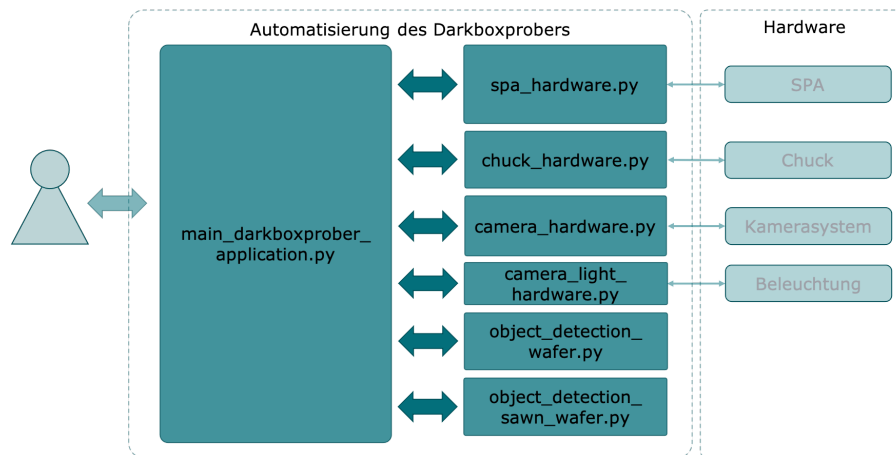 Automatisierung des Darkboxprobers
Hardware
main_darkboxprober_
application.py
spa_hardware.py
SPA
chuck_hardware.py
Chuck
camera_hardware.py
Kamerasystem
camera_light_
hardware.py
Beleuchtung
object_detection_
wafer.py
object_detection_
sawn_wafer.py